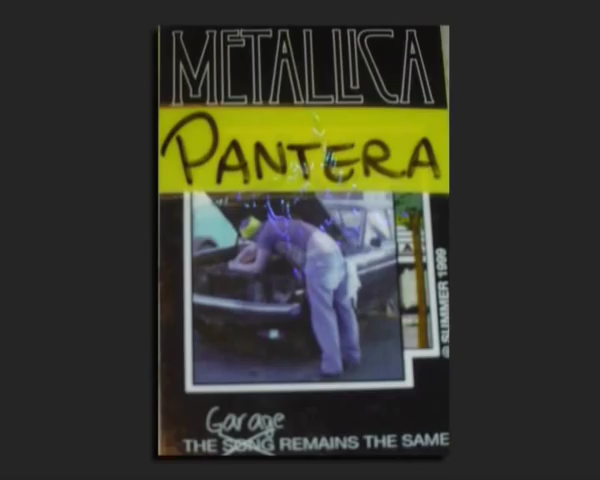 METALLICA
PANTERA
@ SUMMER 1999
Garage
THE SONG REMAINS THE SAME